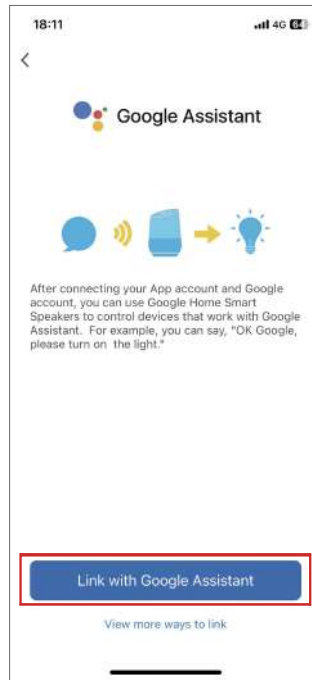 18:11
4G 64
Google Assistant
After connecting your App account and Google
account, you can use Google Home Smart
Speakers to control devices that work with Google
Assistant. For example, you can say, "OK Google,
please turn on the light."
Link with Google Assistant
View more ways to link